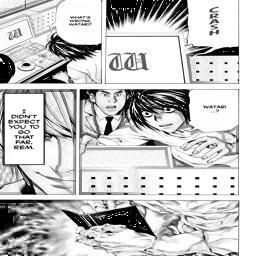 CRASH
W
WHAT'S
WRONG,
WATARI?
W
WATARI
...?
I
DIDN'T
EXPECT
YOU TO
GO
THAT
FAR,
REM.